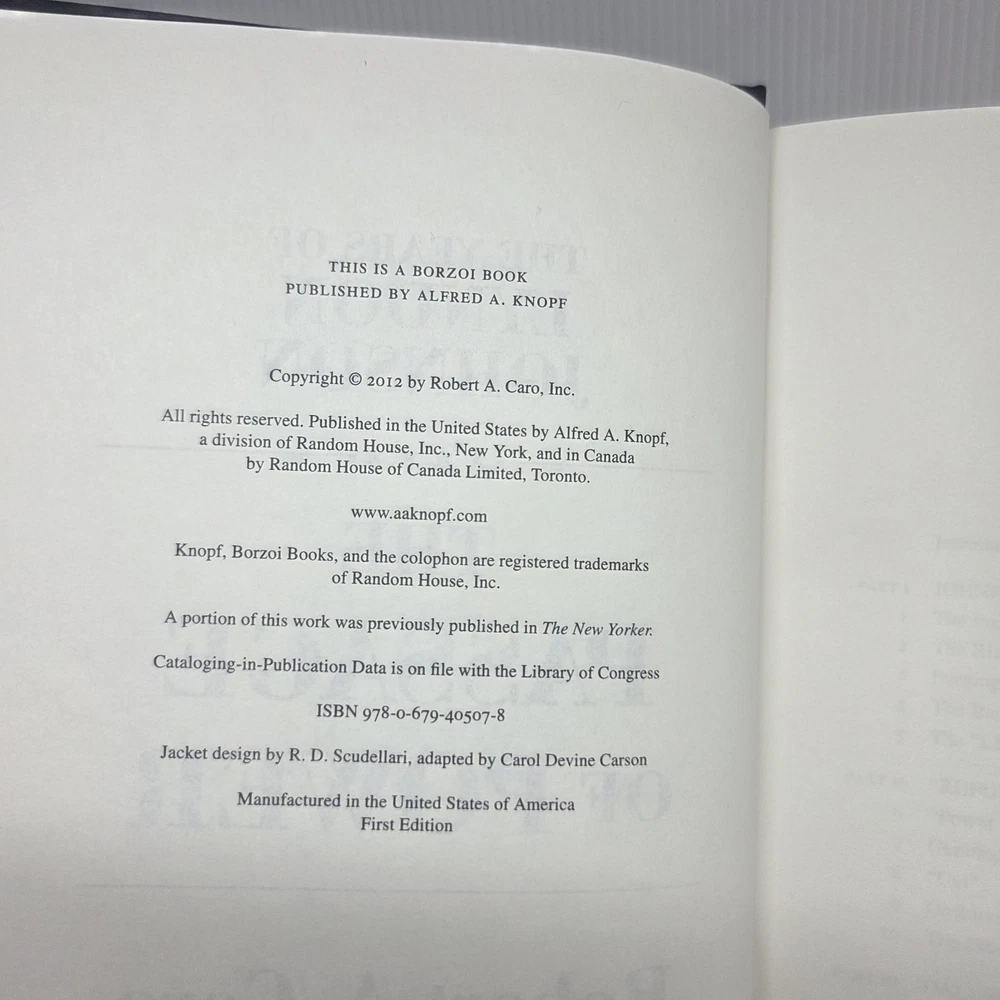 THIS IS A BORZOI BOOK
PUBLISHED BY ALFRED A. KNOPF
Copyright © 2012 by Robert A. Caro, Inc.
All rights reserved. Published in the United States by Alfred A. Knopf,
a division of Random House, Inc., New York, and in Canada
by Random House of Canada Limited, Toronto.
www.aaknopf.com
Knopf, Borzoi Books, and the colophon are registered trademarks
of Random House, Inc.
A portion of this work was previously published in The New Yorker.
Cataloging-in-Publication Data is on file with the Library of Congress
ISBN 978-0-679-40507-8
Jacket design by R. D. Scudellari, adapted by Carol Devine Carson
Manufactured in the United States of America
First Edition